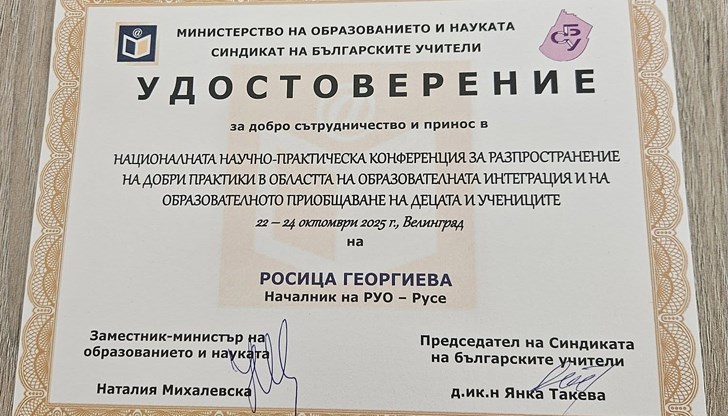 МИНИСТЕРСТВО НА ОБРАЗОВАНИЕТО И НАУКАТА
СИНДИКАТ НА БЪЛГАРСКИТЕ УЧИТЕЛИ
СБУ
УДОСТОВЕРЕНИЕ
за добро сътрудничество и принос в
НАЦИОНАЛНАТА НАУЧНО-ПРАКТИЧЕСКА КОНФЕРЕНЦИЯ ЗА РАЗПРОСТРАНЕНИЕ
НА ДОБРИ ПРАКТИКИ В ОБЛАСТТА НА ОБРАЗОВАТЕЛНАТА ИНТЕГРАЦИЯ И НА
ОБРАЗОВАТЕЛНОТО ПРИОБЩАВАНЕ НА ДЕЦАТА И УЧЕНИЦИТЕ
22 – 24 октомври 2025 г., Велинград
на
РОСИЦА ГЕОРГИЕВА
Началник на РУО – Русе
Заместник-министър на
образованието и науката
Наталия Михалевска
Председател на Синдиката
на българските учители
д.ик.н Янка Такева